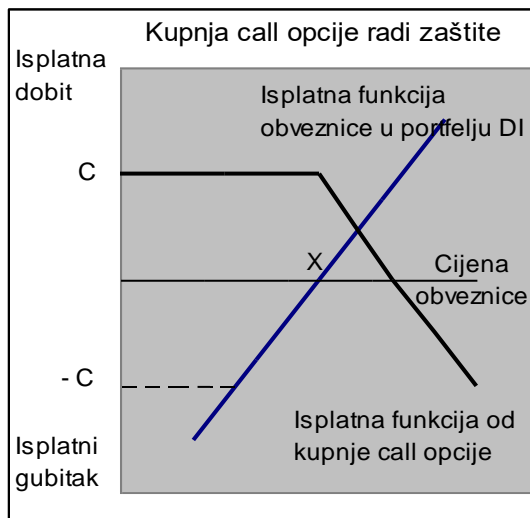 Kupnja call opcije radi zaštite
Isplatna
dobit
Isplatna funkcija
obveznice u portfelju DI
C
X
Cijena
obveznice
- C
Isplatna funkcija od
kupnje call opcije
Isplatni
gubitak